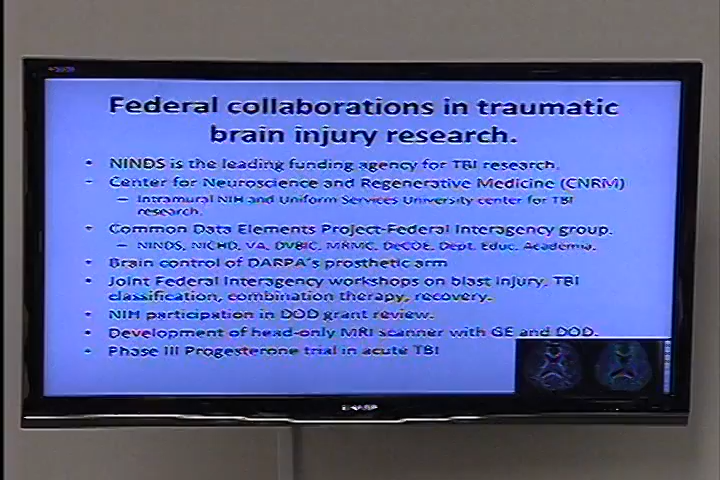 Federal collaborations in traumatic
brain injury research.
• NINDS is the leading funding agency for TBI research.
– Center for Neuroscience and Regenerative Medicine (CNRM)
– Intramural NIH and Uniform Services University center for TBI
research.
• Common Data Elements Project-Federal Interagency group.
– NINDS, NICHD, VA, DVBIC, MRMC, DeCOE, Dept. Educ. Academia.
• Brain control of DARPA's prosthetic arm
• Joint Federal Interagency workshops on blast injury. TBI
classification, combination therapy, recovery.
• NIH participation in DOD grant review.
• Development of head-only MRI scanner with GE and DOD.
• Phase III Progesterone trial in acute TBI
SHARP